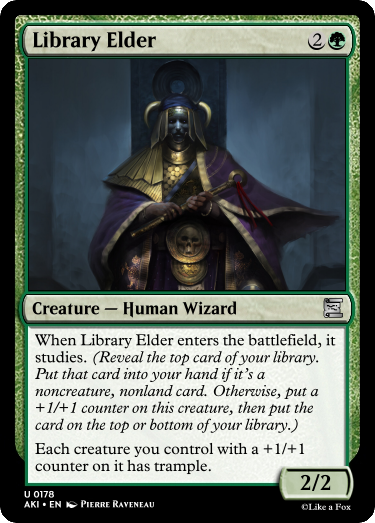 Library Elder
2
Creature — Human Wizard
When Library Elder enters the battlefield, it
studies. (Reveal the top card of your library.
Put that card into your hand if it's a
noncreature, nonland card. Otherwise, put a
+1/+1 counter on this creature, then put the
card on the top or bottom of your library.)
Each creature you control with a +1/+1
counter on it has trample.
2/2
U 0178
AKI • EN Pierre Raveneau
©Like a Fox